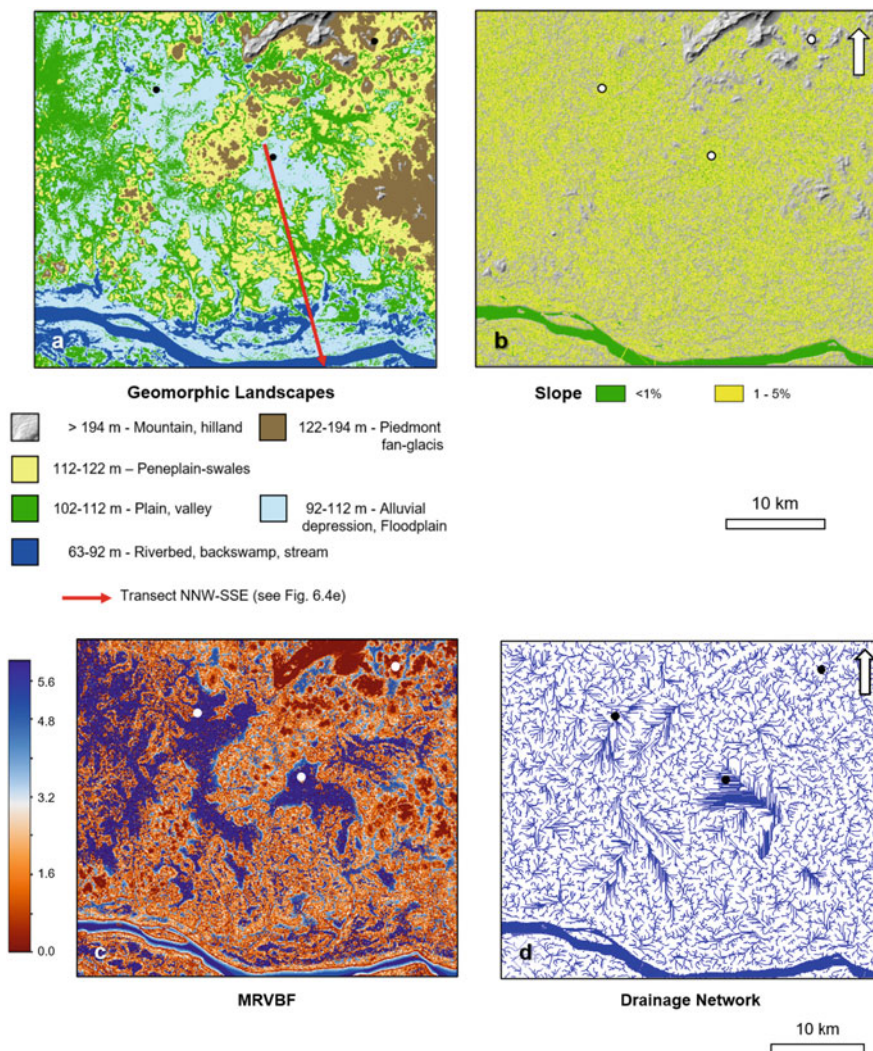 a
b
Geomorphic Landscapes
> 194 m - Mountain, hilland
122-194 m - Piedmont
fan-glacis
112-122 m – Peneplain-swales
102-112 m - Plain, valley
92-112 m - Alluvial
depression, Floodplain
63-92 m - Riverbed, backswamp, stream
Transect NNW-SSE (see Fig. 6.4e)
Slope
<1%
1 - 5%
10 km
5.6
4.8
3.2
2.4
1.6
0.0
c
d
MRVBF
Drainage Network
10 km